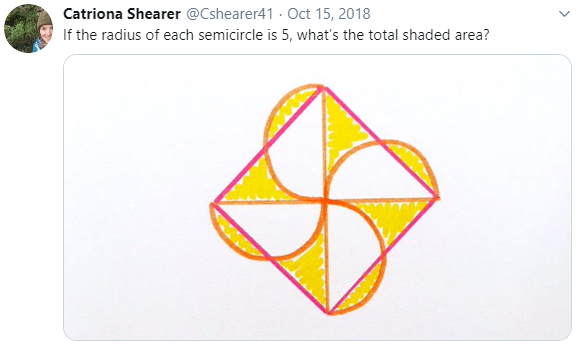 Catriona Shearer @Cshearer41 · Oct 15, 2018
If the radius of each semicircle is 5, what's the total shaded area?